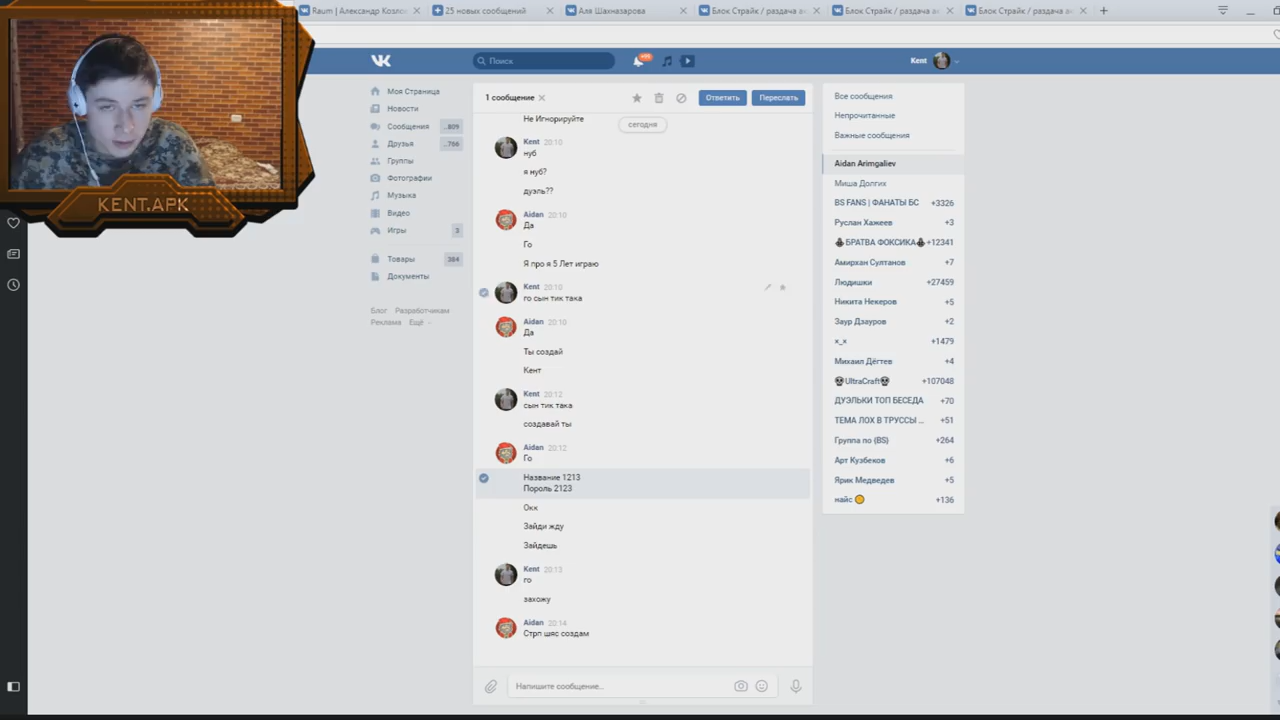 Raum | Александр Козлов
25 новых сообщений
Аля Шахназарова
Блок Страйк / раздача ак
Блок Страйк / раздача ак
Блок Страйк / раздача ак
KENT.APK
Поиск
Kent
Моя Страница
Новости
Сообщения ..809
Друзья ..766
Группы
Фотографии
Музыка
Видео
Игры 3
Товары 384
Документы
Блог Разработчикам
Реклама Ещё
1 сообщение
Ответить
Переслать
Не Игнорируйте
сегодня
Kent 20:10
нуб
я нуб?
дуэль??
Aidan 20:10
Да
Го
Я про я 5 Лет играю
Kent 20:10
го сын тик така
Aidan 20:10
Да
Ты создай
Кент
Kent 20:12
сын тик така
создавай ты
Aidan 20:12
Го
Название 1213
Пороль 2123
Окк
Зайди жду
Зайдешь
Kent 20:13
го
захожу
Aidan 20:14
Стрп шяс создам
Напишите сообщение...
Все сообщения
Непрочитанные
Важные сообщения
Aidan Arimgaliev
Миша Долгих
BS FANS | ФАНАТЫ БС +3326
Руслан Хажеев +3
БРАТВА ФОКСИКА +12341
Амирхан Султанов +7
Людишки +27459
Никита Некеров +5
Заур Дзауров +2
×_× +1479
Михаил Дёгтев +4
UltraCraft +107048
ДУЭЛЬКИ ТОП БЕСЕДА +70
ТЕМА ЛОХ В ТРУССЫ ... +51
Группа по {BS} +264
Арт Кузбеков +6
Ярик Медведев +5
найс +136